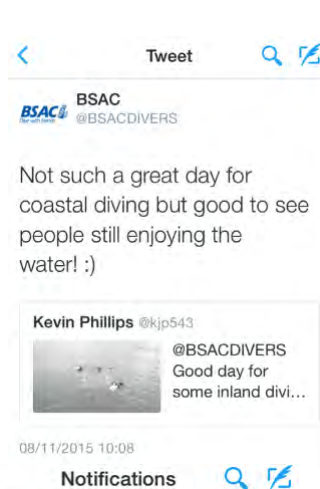 Tweet
BSAC
BSAC
@BSACDIVERS
Not such a great day for
coastal diving but good to see
people still enjoying the
water! :)
Kevin Phillips @kjp543
@BSACDIVERS
Good day for
some inland divi...
08/11/2015 10:08
Notifications